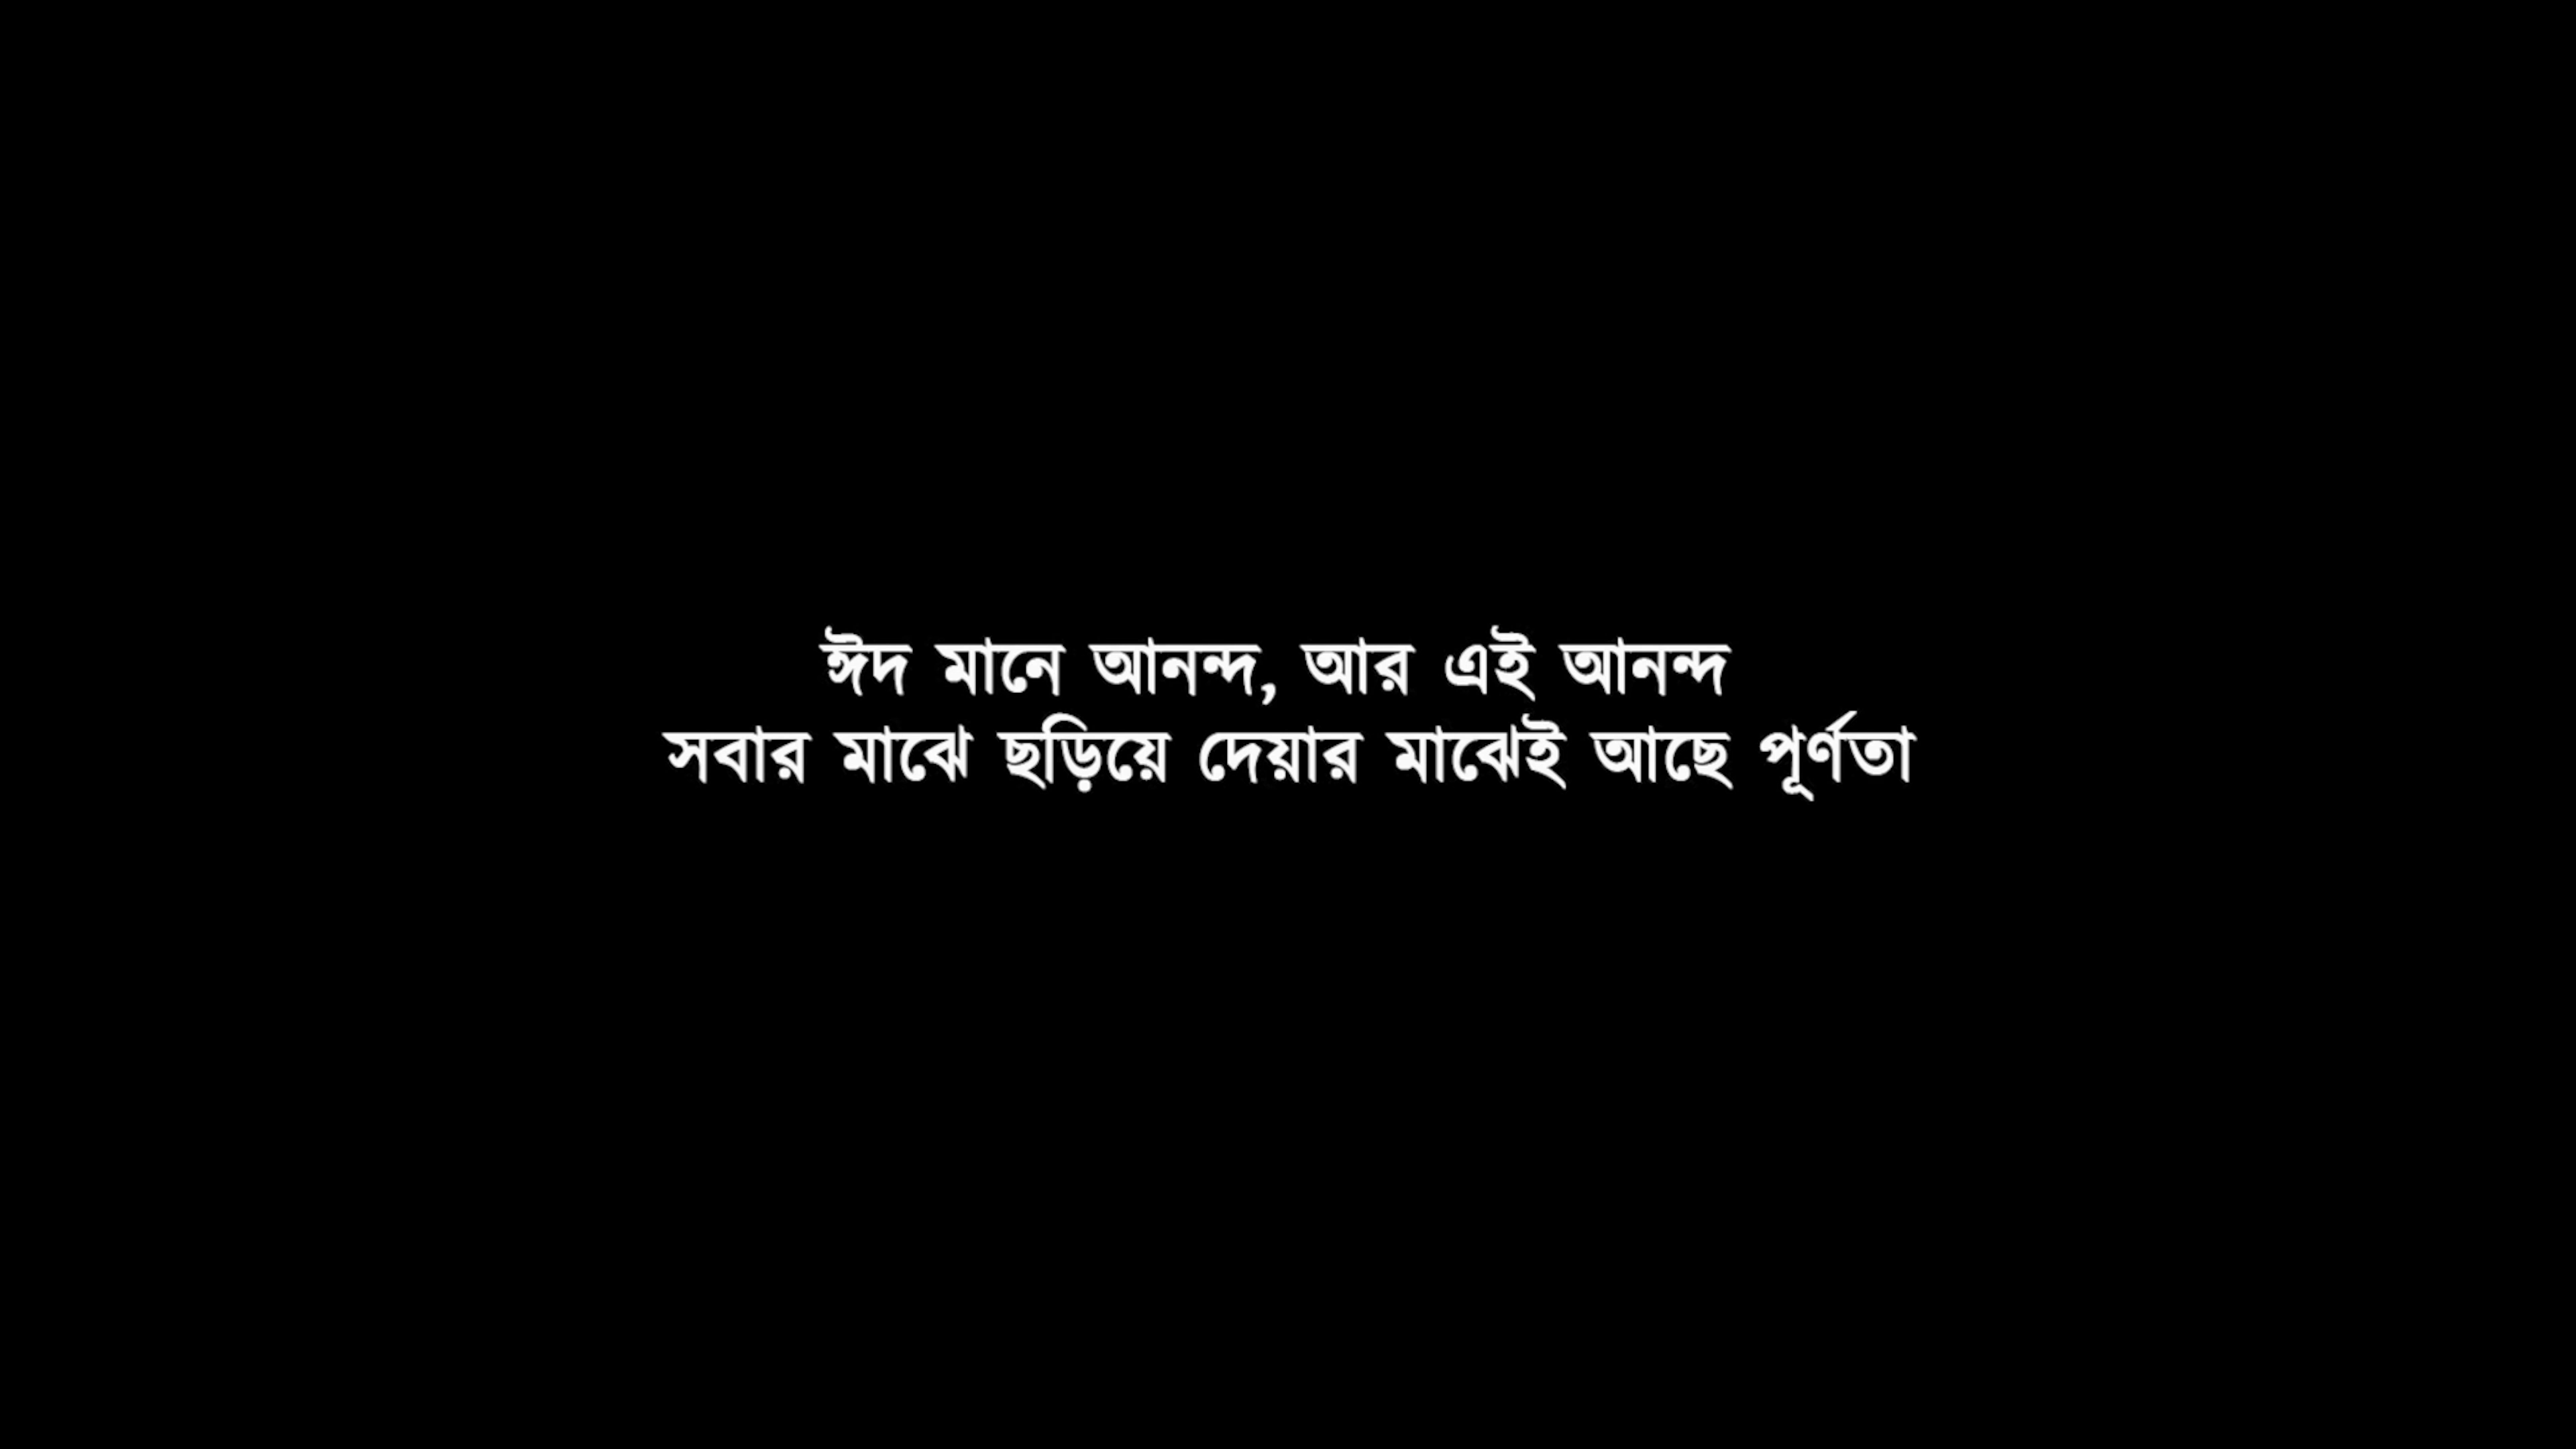 ঈদ মানে আনন্দ, আর এই আনন্দ
সবার মাঝে ছড়িয়ে দেয়ার মাঝেই আছে পূর্ণতা